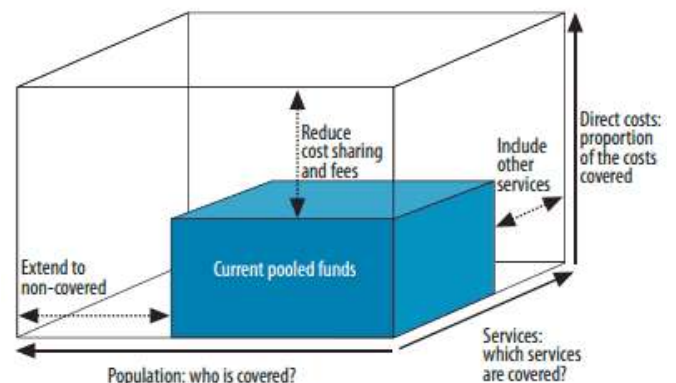 Reduce
cost sharing
and fees
Include
other
services
Direct costs:
proportion
of the costs
covered
Extend to
non-covered
Current pooled funds
Population: who is covered?
Services:
which services
are covered?